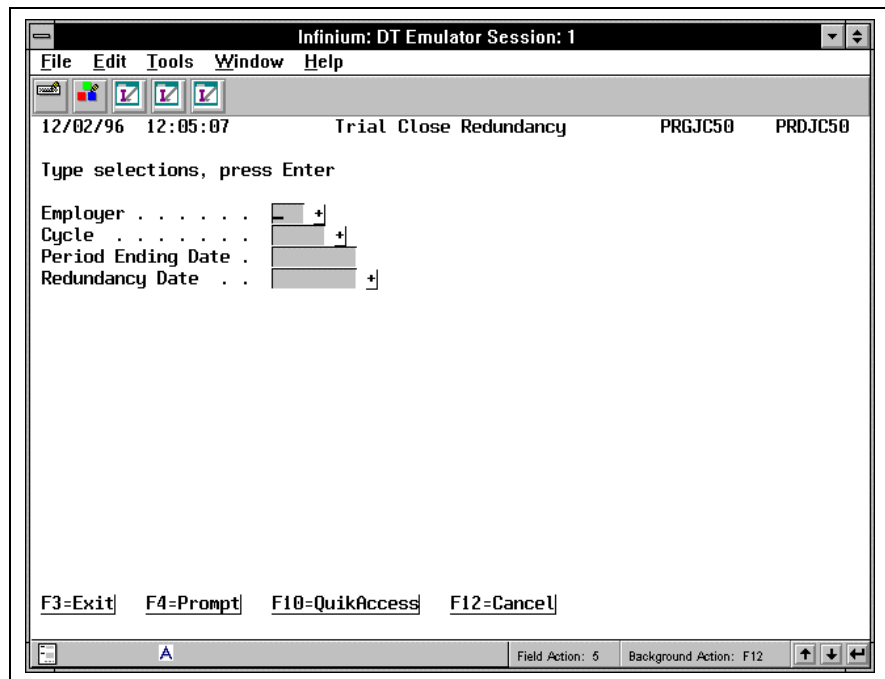 Infinium: DT Emulator Session: 1
File Edit Tools Window Help
12/02/96 12:05:07 Trial Close Redundancy PRGJC50 PRDJC50
Type selections, press Enter
Employer . . . . . . _ +
Cycle . . . . . . . +
Period Ending Date .
Redundancy Date . . +
F3=Exit F4=Prompt F10=QuikAccess F12=Cancel
A Field Action: 5 Background Action: F12